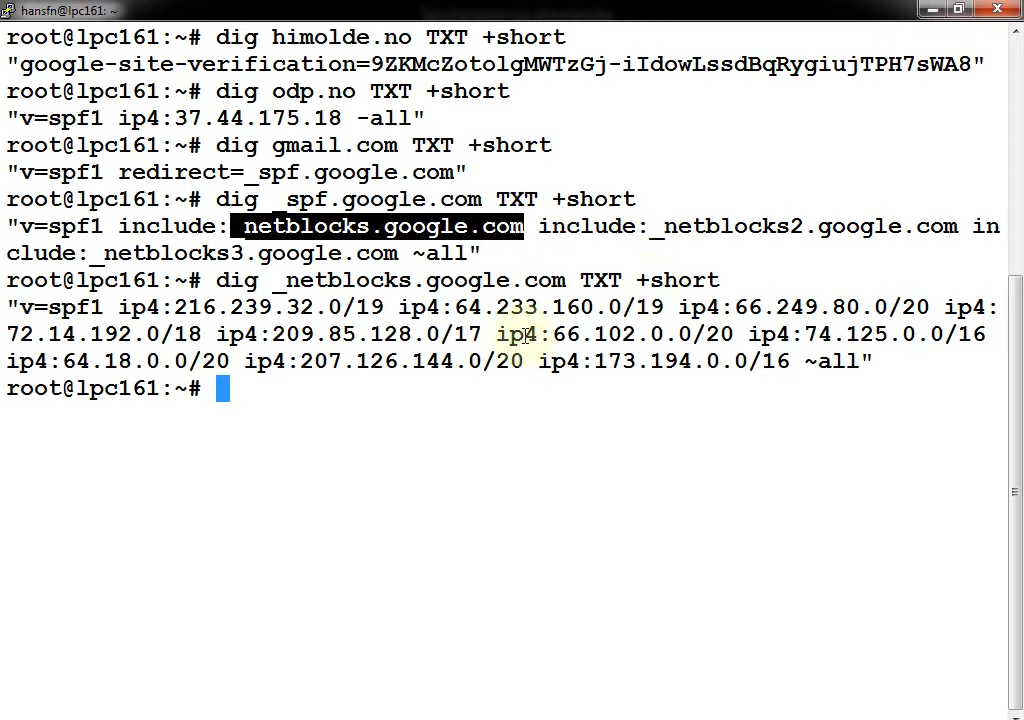 hansfn@lpc161: ~
root@lpc161:~# dig himolde.no TXT +short
"google-site-verification=9ZKMcZotolgMWTzGj-iIdowLssdBqRygiujTPH7sWA8"
root@lpc161:~# dig odp.no TXT +short
"v=spf1 ip4:37.44.175.18 -all"
root@lpc161:~# dig gmail.com TXT +short
"v=spf1 redirect=_spf.google.com"
root@lpc161:~# dig _spf.google.com TXT +short
"v=spf1 include:_netblocks.google.com include:_netblocks2.google.com in
clude:_netblocks3.google.com ~all"
root@lpc161:~# dig _netblocks.google.com TXT +short
"v=spf1 ip4:216.239.32.0/19 ip4:64.233.160.0/19 ip4:66.249.80.0/20 ip4:
72.14.192.0/18 ip4:209.85.128.0/17 ip4:66.102.0.0/20 ip4:74.125.0.0/16
ip4:64.18.0.0/20 ip4:207.126.144.0/20 ip4:173.194.0.0/16 ~all"
root@lpc161:~#